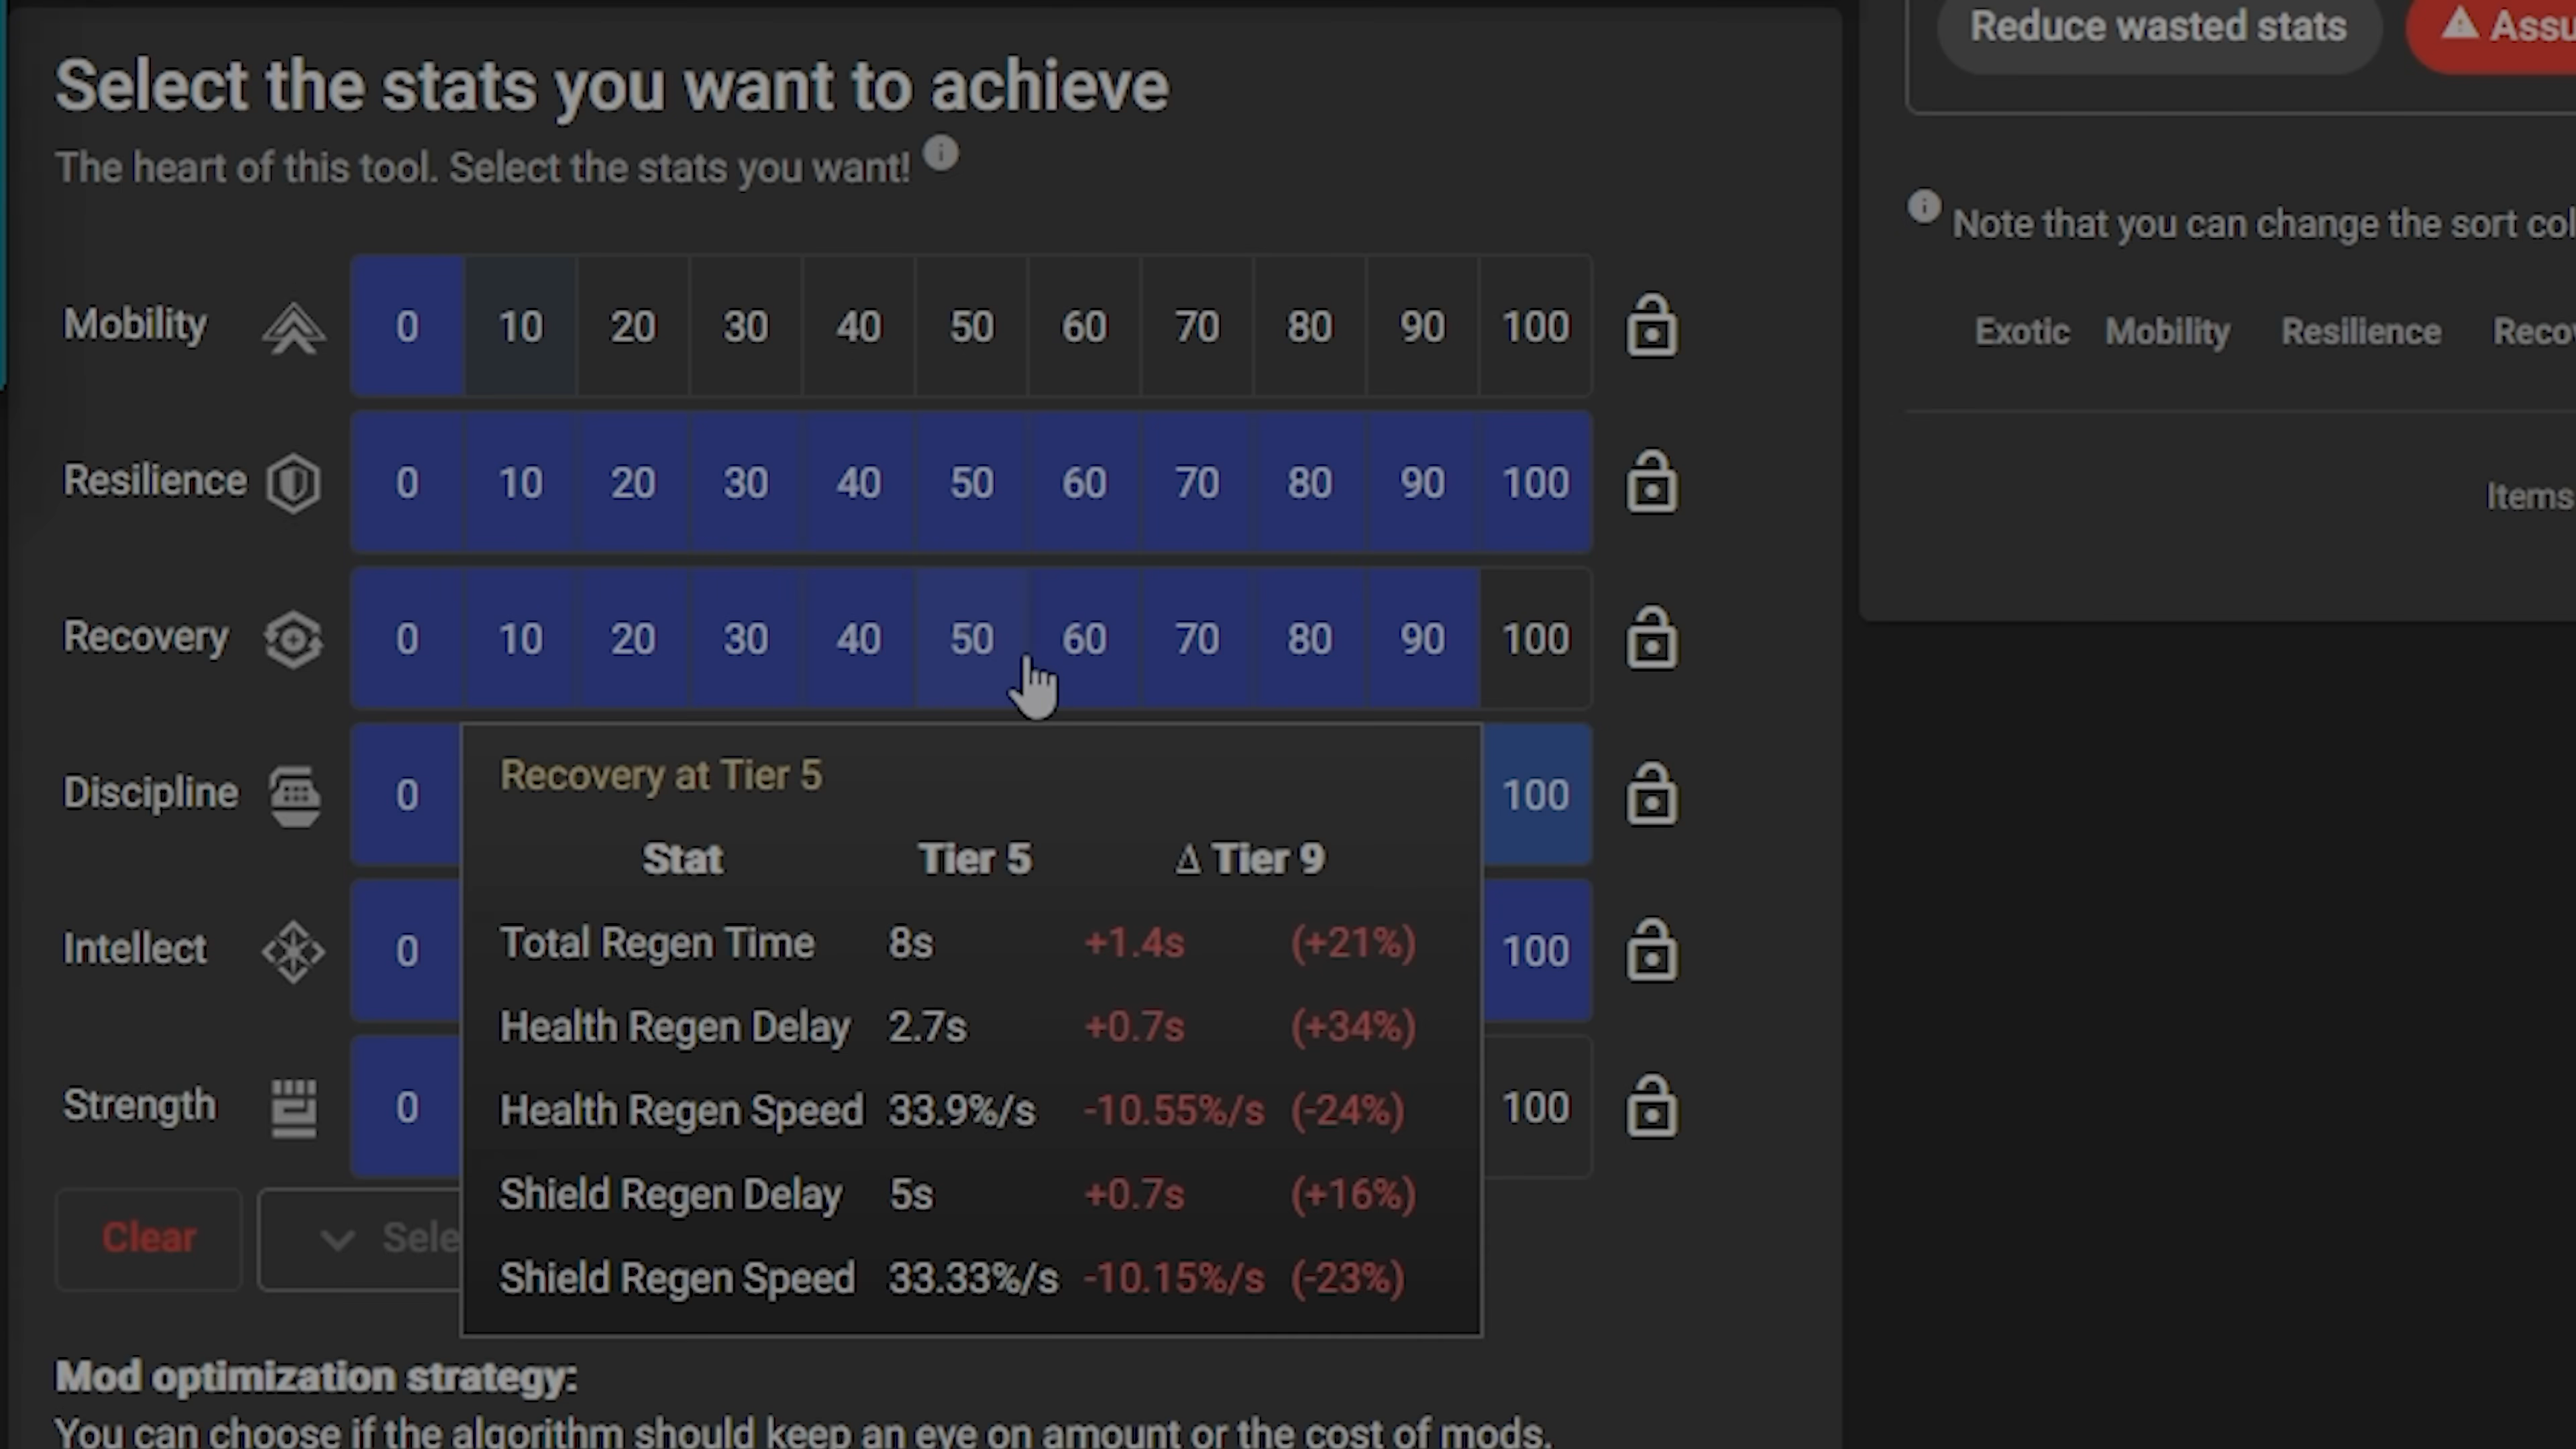 Select the stats you want to achieve
The heart of this tool. Select the stats you want!
Mobility 0 10 20 30 40 50 60 70 80 90 100
Resilience 0 10 20 30 40 50 60 70 80 90 100
Recovery 0 10 20 30 40 50 60 70 80 90 100
Discipline 0 100
Intellect 0 100
Strength 0 100
Recovery at Tier 5
Stat Tier 5 Δ Tier 9
Total Regen Time 8s +1.4s (+21%)
Health Regen Delay 2.7s +0.7s (+34%)
Health Regen Speed 33.9%/s -10.55%/s (-24%)
Shield Regen Delay 5s +0.7s (+16%)
Shield Regen Speed 33.33%/s -10.15%/s (-23%)
Clear Sele
Mod optimization strategy:
You can choose if the algorithm should keep an eye on amount or the cost of mods.
Reduce wasted stats Assu
Note that you can change the sort col
Exotic Mobility Resilience Recov
Items